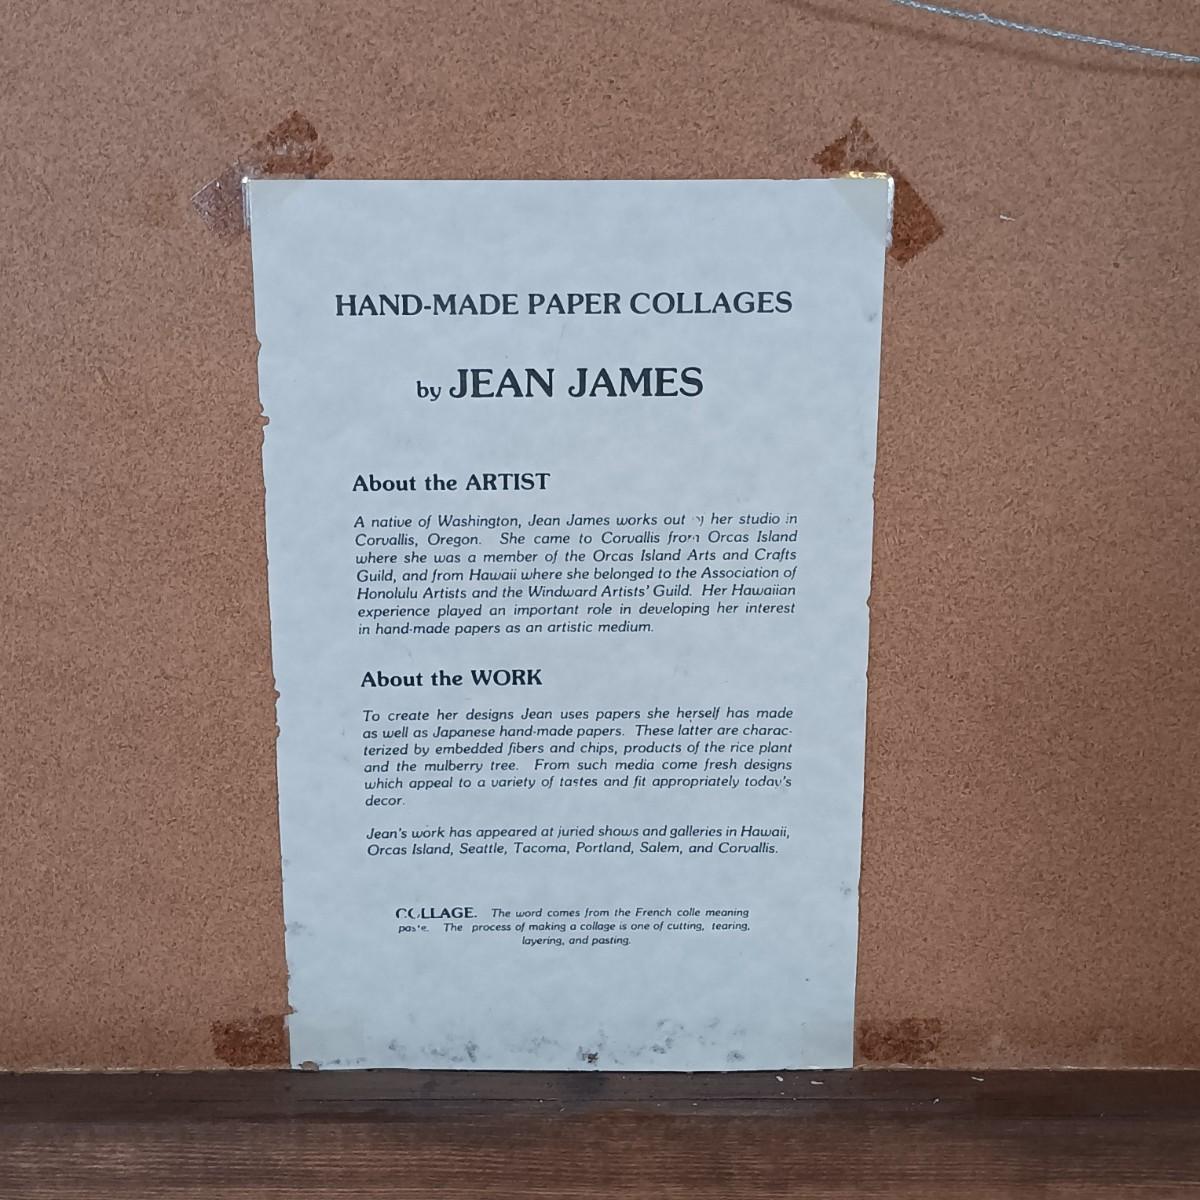 HAND-MADE PAPER COLLAGES
by JEAN JAMES
About the ARTIST
A native of Washington, Jean James works out her studio in
Corvallis, Oregon. She came to Corvallis from Orcas Island
where she was a member of the Orcas Island Arts and Crafts
Guild, and from Hawaii where she belonged to the Association of
Honolulu Artists and the Windward Artists' Guild. Her Hawaiian
experience played an important role in developing her interest
in hand-made papers as an artistic medium.
About the WORK
To create her designs Jean uses papers she herself has made
as well as Japanese hand-made papers. These latter are charac-
terized by embedded fibers and chips, products of the rice plant
and the mulberry tree. From such media come fresh designs
which appeal to a variety of tastes and fit appropriately today's
decor.
Jean's work has appeared at juried shows and galleries in Hawaii,
Orcas Island, Seattle, Tacoma, Portland, Salem, and Corvallis.
COLLAGE. The word comes from the French colle meaning
paste. The process of making a collage is one of cutting, tearing,
layering, and pasting.